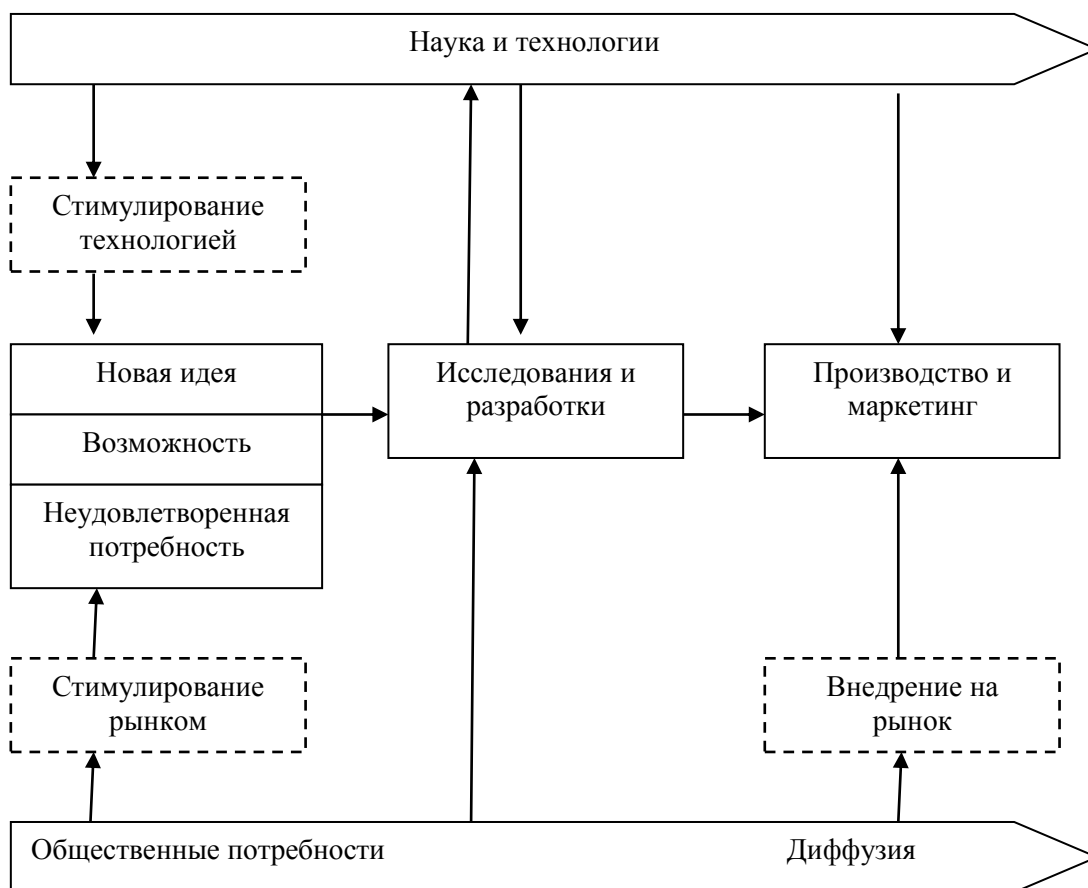 Наука и технологии
Стимулирование
технологией
Новая идея
Возможность
Неудовлетворенная
потребность
Исследования и
разработки
Производство и
маркетинг
Стимулирование
рынком
Внедрение на
рынок
Общественные потребности
Диффузия